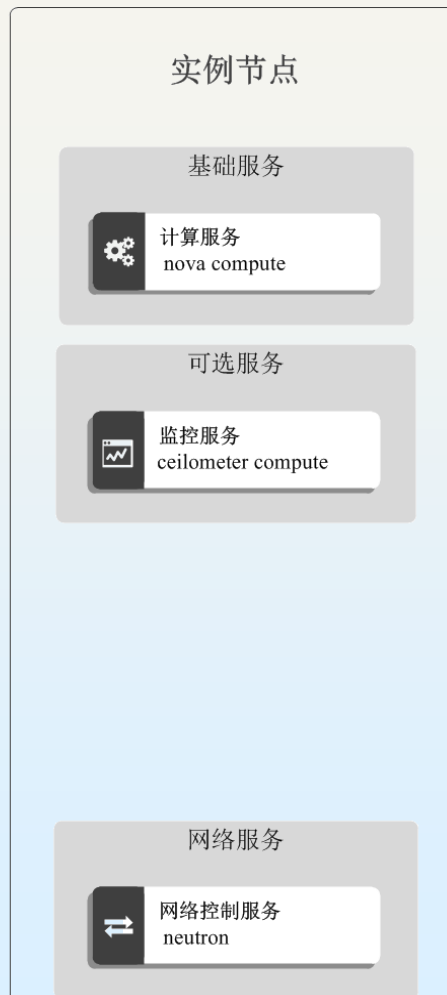 实例节点
基础服务
计算服务
nova compute
可选服务
监控服务
ceilometer compute
网络服务
网络控制服务
neutron